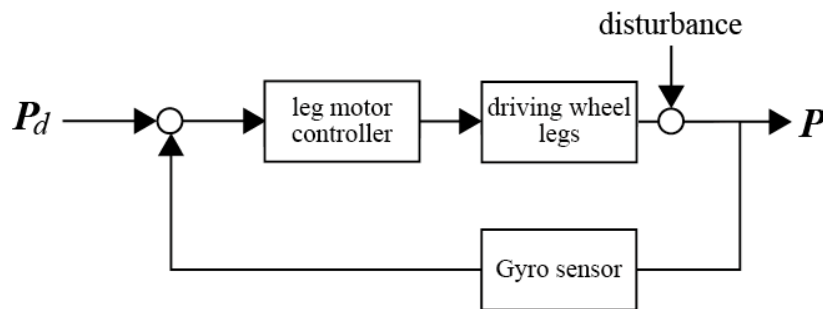 disturbance
P_d
leg motor
controller
driving wheel
legs
P
Gyro sensor